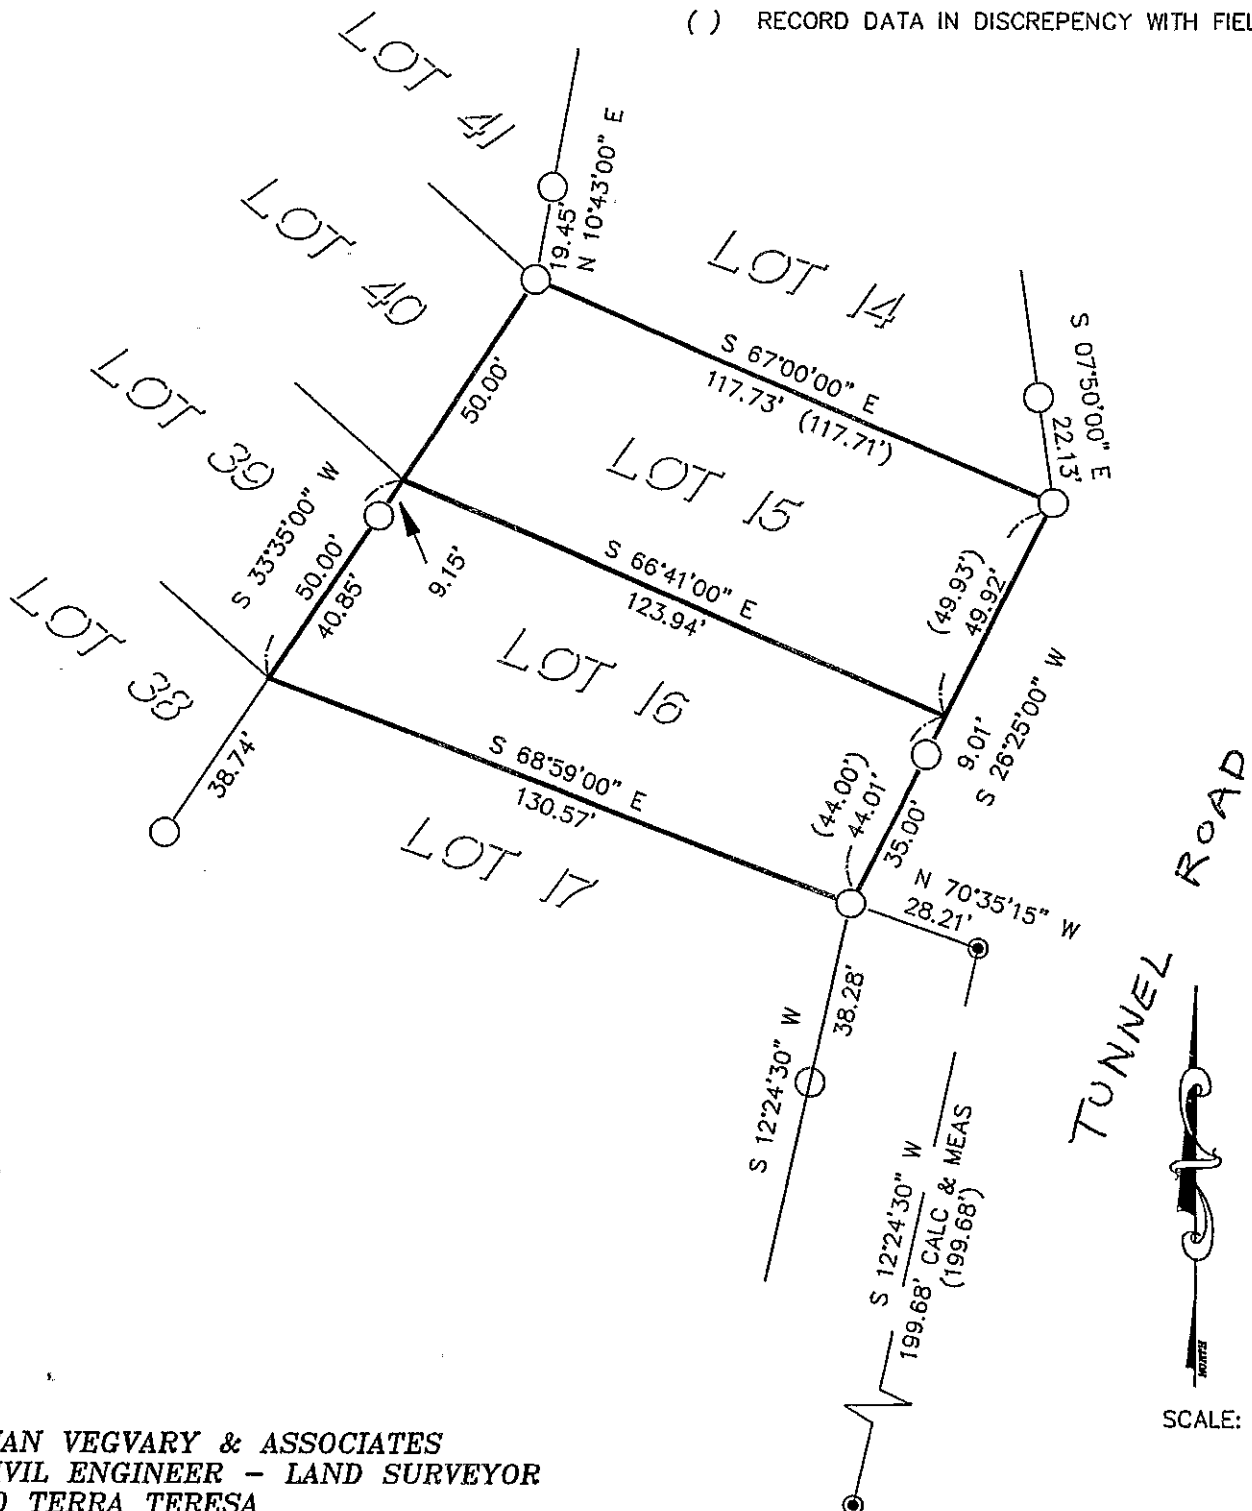 ( ) RECORD DATA IN DISCREPENCY WITH FIEL
LOT 41
19.45'
N 10°43'00" E
LOT 40
LOT 14
50.00'
S 67°00'00" E
117.73' (117.71')
S 07°50'00" E
22.13'
LOT 39
LOT 15
S 33°35'00" W
50.00'
40.85'
9.15'
S 66°41'00" E
123.94'
(49.93')
49.92'
LOT 38
LOT 16
38.74'
S 68°59'00" E
130.57'
(44.00')
44.01'
35.00'
9.01'
S 26°25'00" W
LOT 17
N 70°35'15" W
28.21'
TUNNEL ROAD
S 12°24'30" W
38.28'
S 12°24'30" W
199.68' CALC & MEAS
(199.68')
SCALE:
VAN VEGVARY & ASSOCIATES
IVIL ENGINEER – LAND SURVEYOR
0 TERRA TERESA